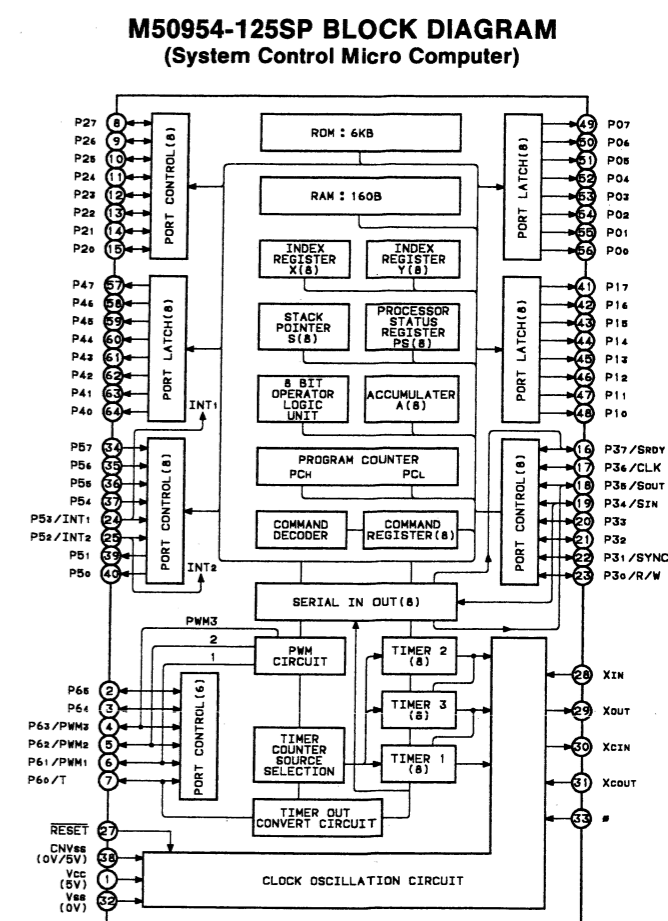 M50954-125SP BLOCK DIAGRAM
(System Control Micro Computer)
P27 8
P26 9
P25 10
P24 11
P23 12
P22 13
P21 14
P20 15
PORT CONTROL(8)
P47 57
P46 58
P45 59
P44 60
P43 61
P42 62
P41 63
P40 64
PORT LATCH(8)
INT1
P57 34
P56 35
P55 36
P54 37
P53/INT1 24
P52/INT2 25
P51 39
P50 40
PORT CONTROL(8)
INT2
ROM : 6KB
RAM : 160B
INDEX
REGISTER
X(8)
INDEX
REGISTER
Y(8)
STACK
POINTER
S(8)
PROCESSOR
STATUS
REGISTER
PS(8)
8 BIT
OPERATOR
LOGIC
UNIT
ACCUMULATER
A(8)
PROGRAM COUNTER
PCH PCL
COMMAND
DECODER
COMMAND
REGISTER(8)
SERIAL IN OUT(8)
PORT LATCH(8)
49 P07
50 P06
51 P05
52 P04
53 P03
54 P02
55 P01
56 P00
PORT LATCH(8)
41 P17
42 P16
43 P15
44 P14
45 P13
46 P12
47 P11
48 P10
PORT CONTROL(8)
16 P37/SRDY
17 P36/CLK
18 P35/SOUT
19 P34/SIN
20 P33
21 P32
22 P31/SYNC
23 P30/R/W
PWM3
2
1
PWM
CIRCUIT
TIMER 2
(8)
TIMER 3
(8)
TIMER 1
(8)
TIMER
COUNTER
SOURCE
SELECTION
TIMER OUT
CONVERT CIRCUIT
P65 2
P64 3
P63/PWM3 4
P62/PWM2 5
P61/PWM1 6
P60/T 7
PORT CONTROL(6)
28 XIN
29 XOUT
30 XCIN
31 XCOUT
33 ø
RESET 27
CNVSS
(0V/5V) 38
VCC
(5V) 1
VSS
(0V) 32
CLOCK OSCILLATION CIRCUIT